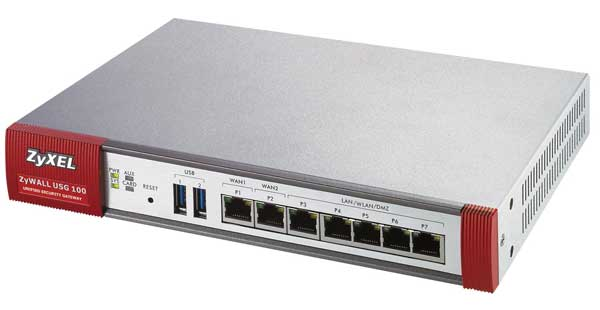 ZyXEL
ZyWALL USG 100
UNIFIED SECURITY GATEWAY
PWR AUX
SYS CARD
RESET
USB
1 2
WAN1 WAN2 LAN/WLAN/DMZ
P1 P2 P3 P4 P5 P6 P7